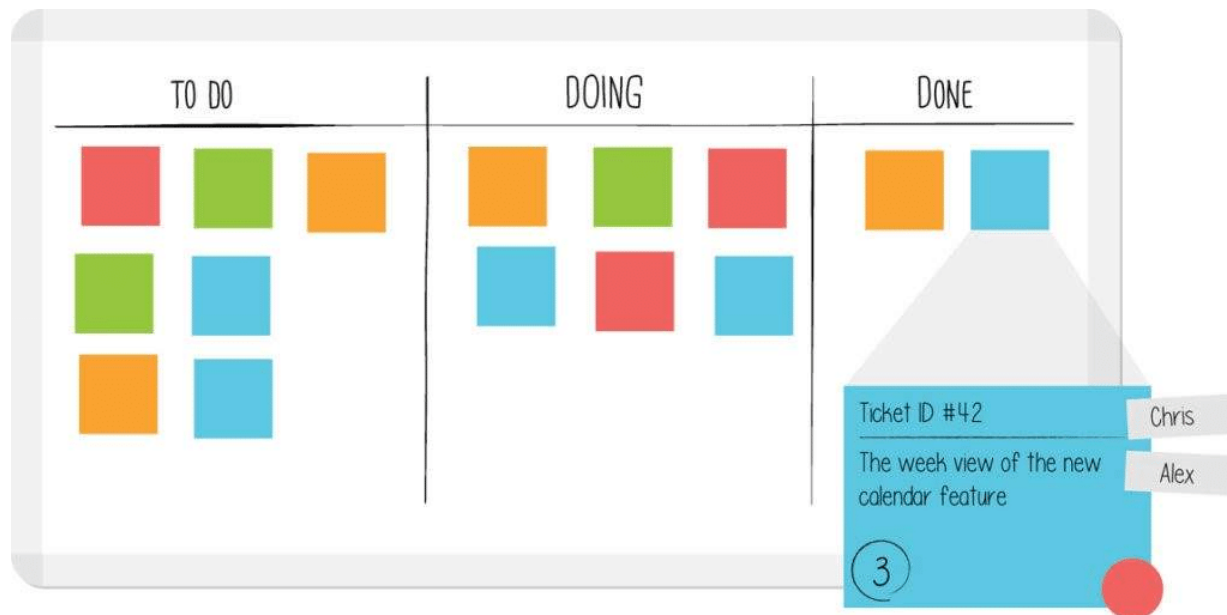 TO DO
DOING
DONE
Ticket ID #42
Chris
The week view of the new
calendar feature
Alex
3